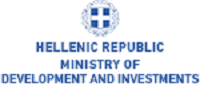 HELLENIC REPUBLIC
MINISTRY OF
DEVELOPMENT AND INVESTMENTS